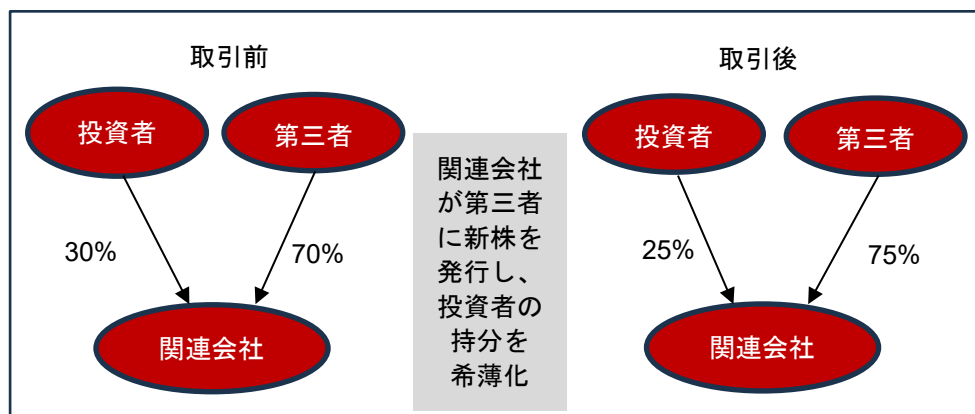 取引前
投資者
第三者
30%
70%
関連会社
関連会社
が第三者
に新株を
発行し、
投資者の
持分を
希薄化
取引後
投資者
第三者
25%
75%
関連会社